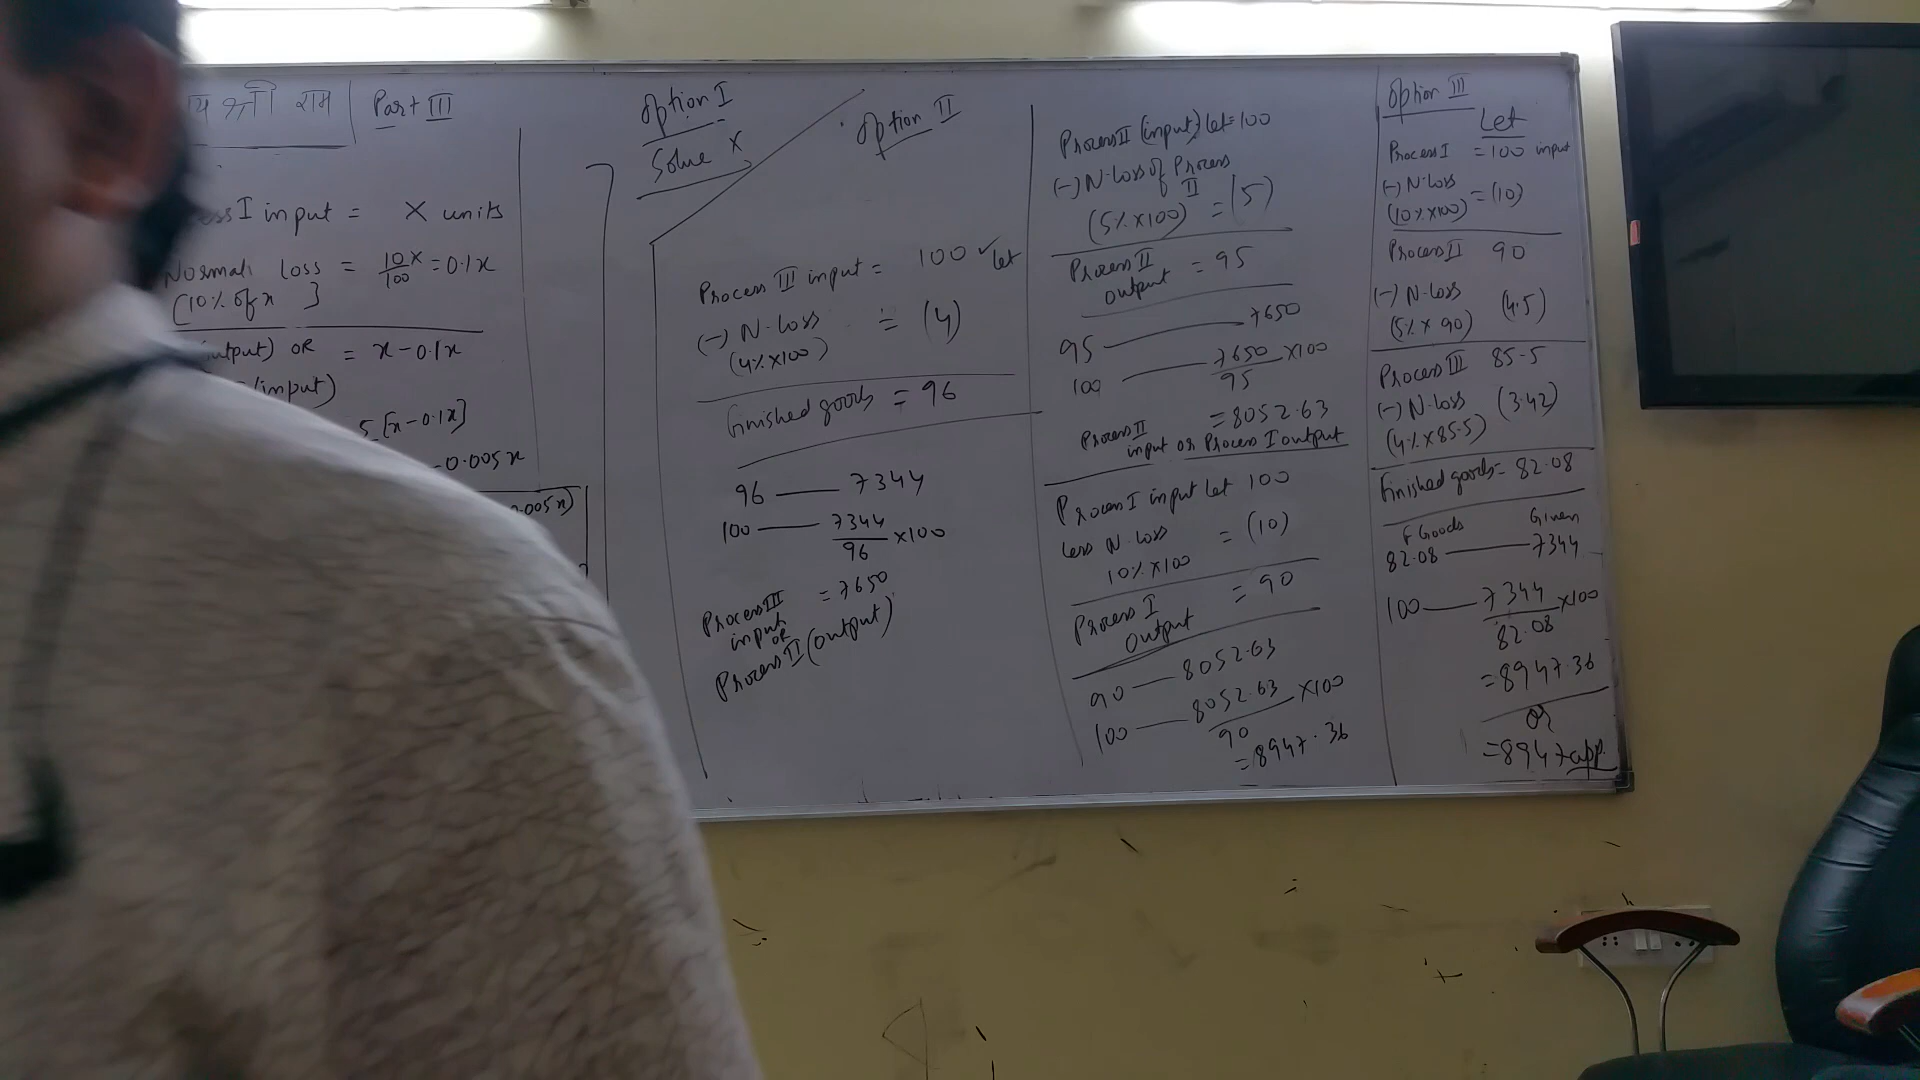 श्री राम
Part III
ess I input = X units
Normal Loss = 10x/100 = 0.1x
[10% of x ]
utput) OR = x-0.1x
/input)
5 [x-0.1x]
-0.005x
.005x)
Option I
Solve X
Option II
Process III input = 100 ✓ let
(-) N.Loss = (4)
(4%×100)
finished goods = 96
96 — 7344
100 — 7344/96 ×100
Process III = 7650
input
OR
Process II (output)
Process II (input) let=100
(-) N-loss of Process
II
(5%×100) = (5)
Process II = 95
output
95 — 7650
100 — 7650/95 ×100
= 8052.63
Process II
input or Process I output
Process I input let 100
less N.loss = (10)
10%×100
Process I = 90
output
90 — 8052.63
100 — 8052.63/90 ×100
= 8947.36
Option III
Let
Process I = 100 input
(-) N.loss = (10)
(10%×100)
Process II 90
(-) N.loss (4.5)
(5%×90)
Process III 85.5
(-) N.loss (3.42)
(4%×85.5)
finished goods= 82.08
F Goods Given
82.08 — 7344
100 — 7344/82.08 ×100
=8947.36
or
=8947 app